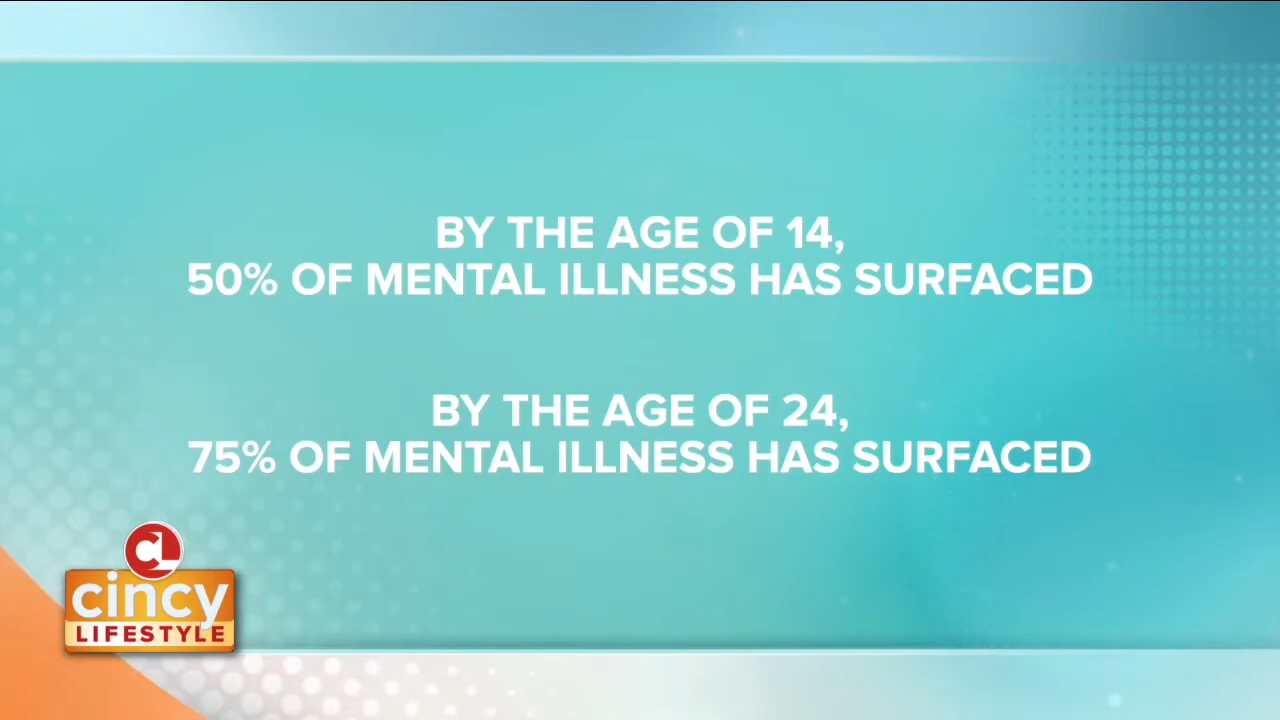 BY THE AGE OF 14,
50% OF MENTAL ILLNESS HAS SURFACED
BY THE AGE OF 24,
75% OF MENTAL ILLNESS HAS SURFACED
CL
cincy
LIFESTYLE